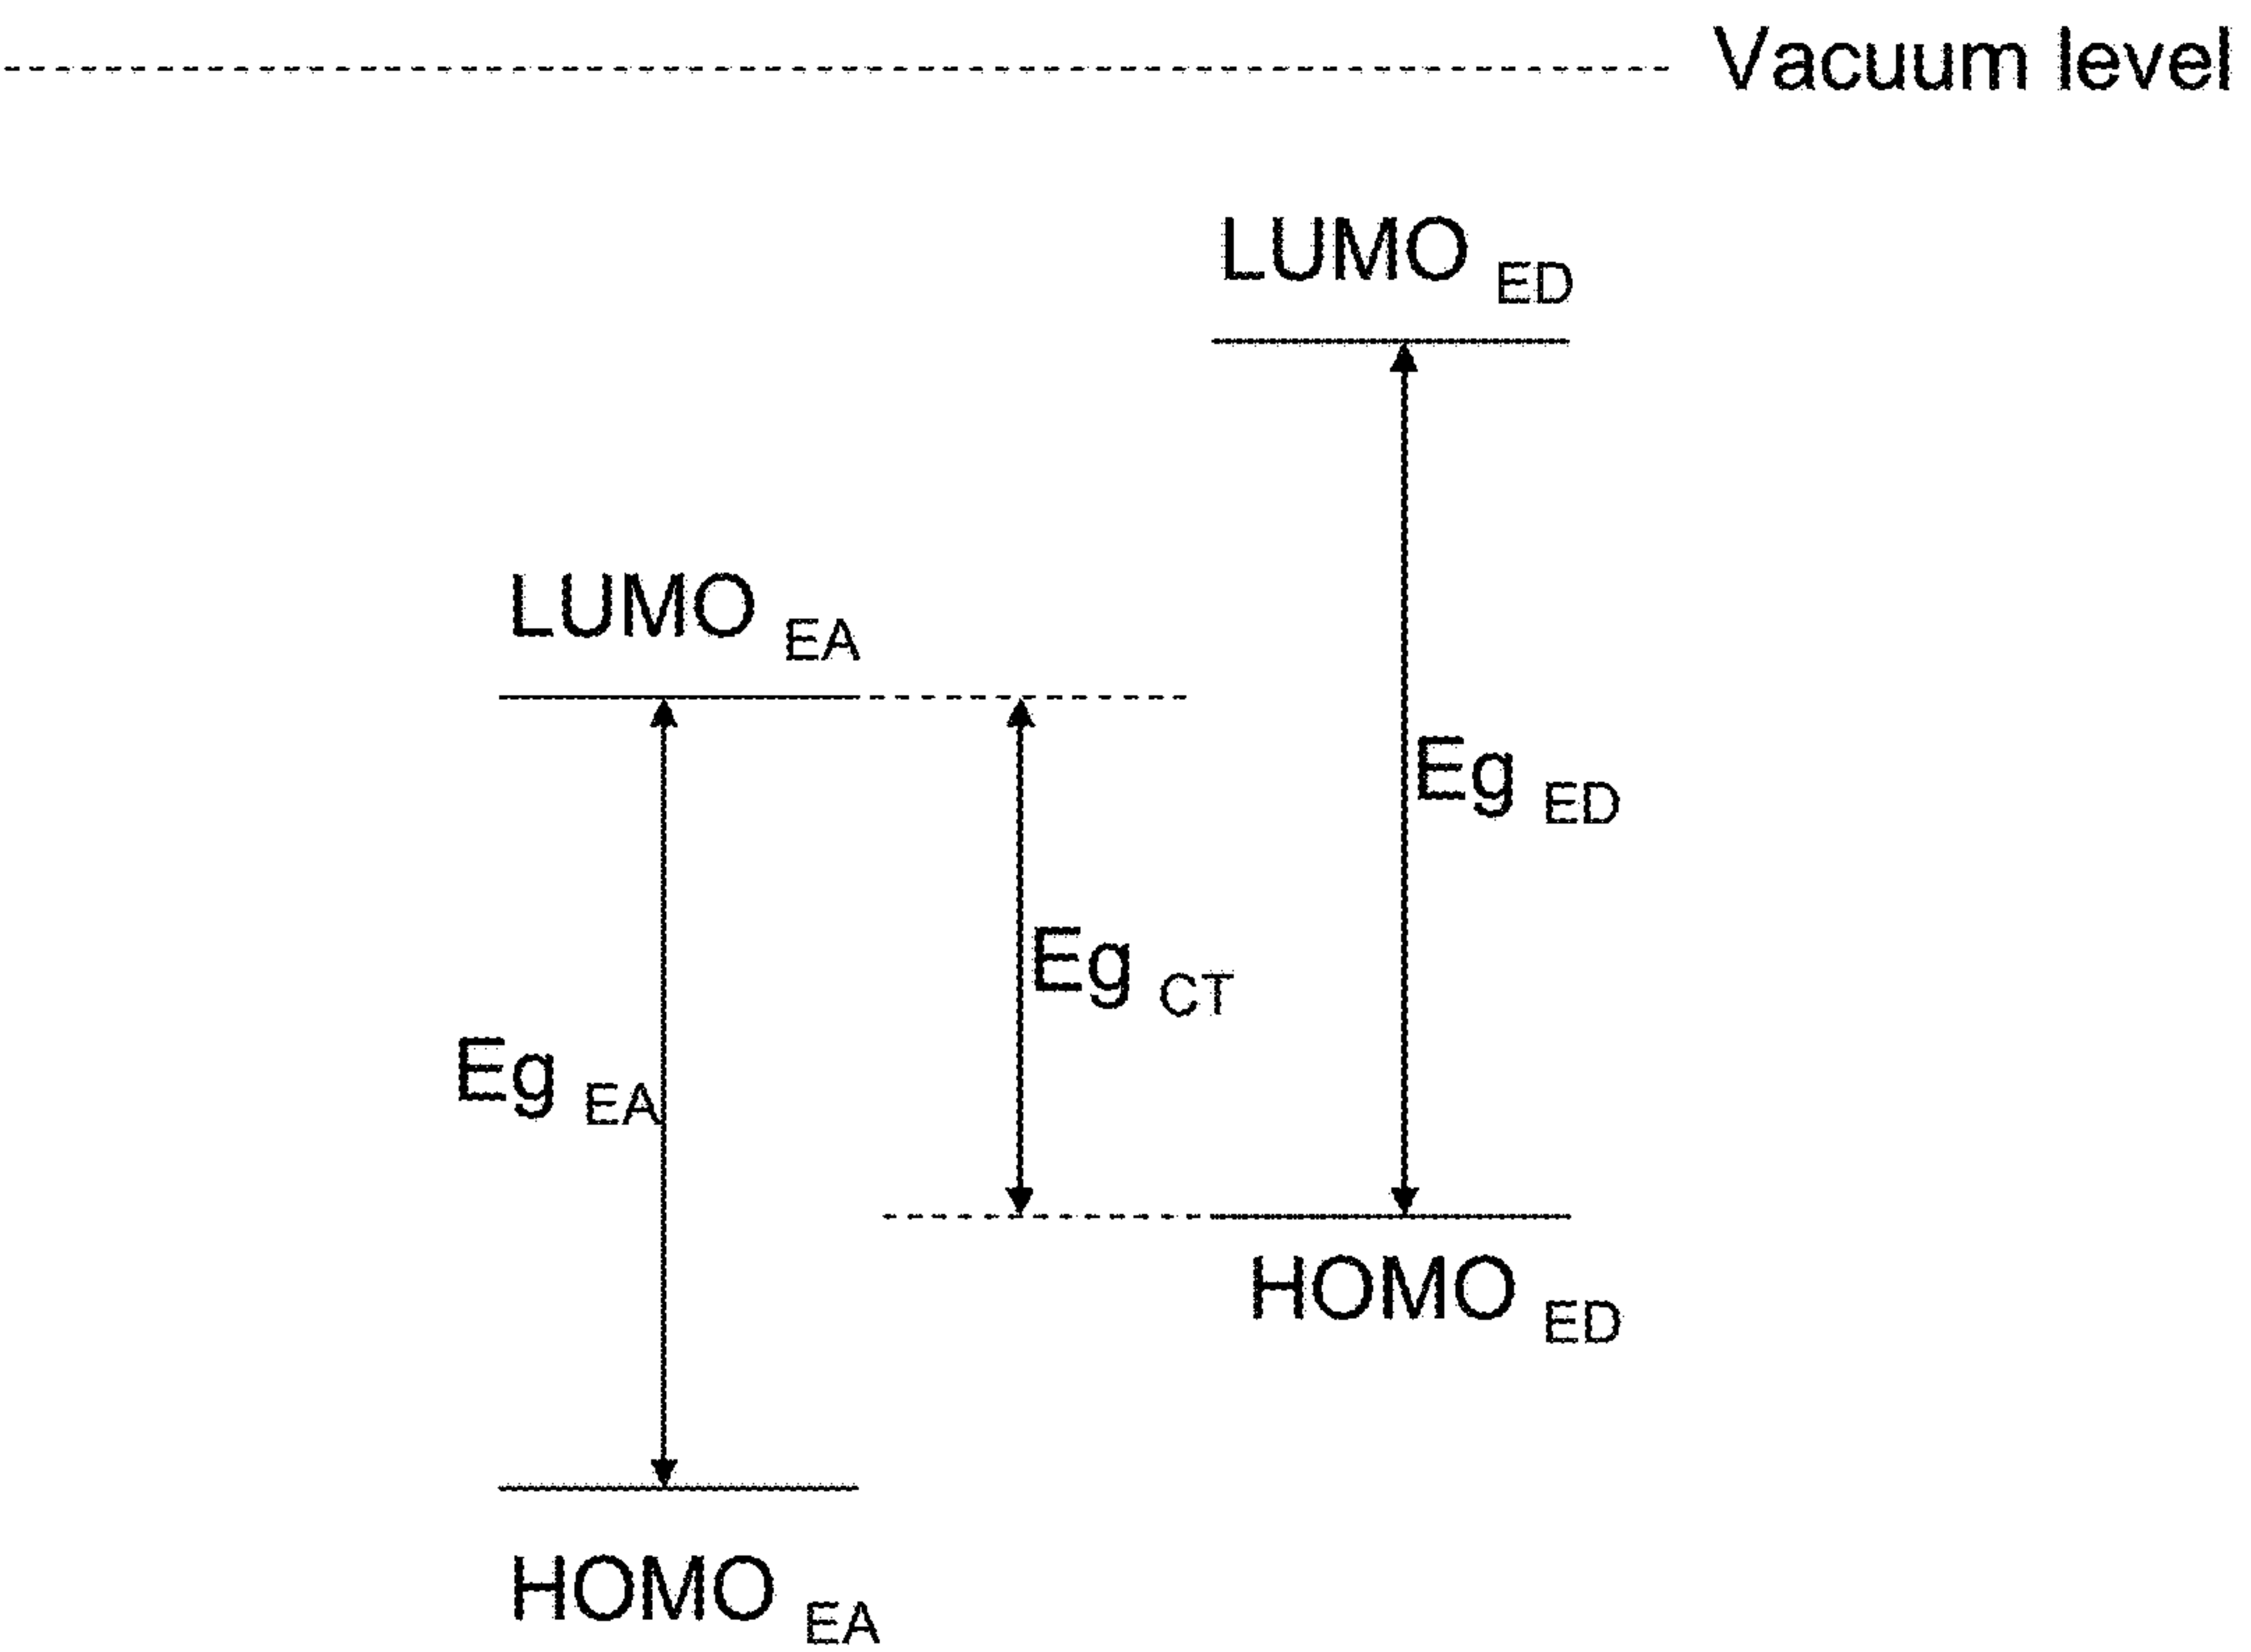 Vacuum level
LUMO ED
LUMO EA
Eg ED
Eg CT
Eg EA
HOMO ED
HOMO EA